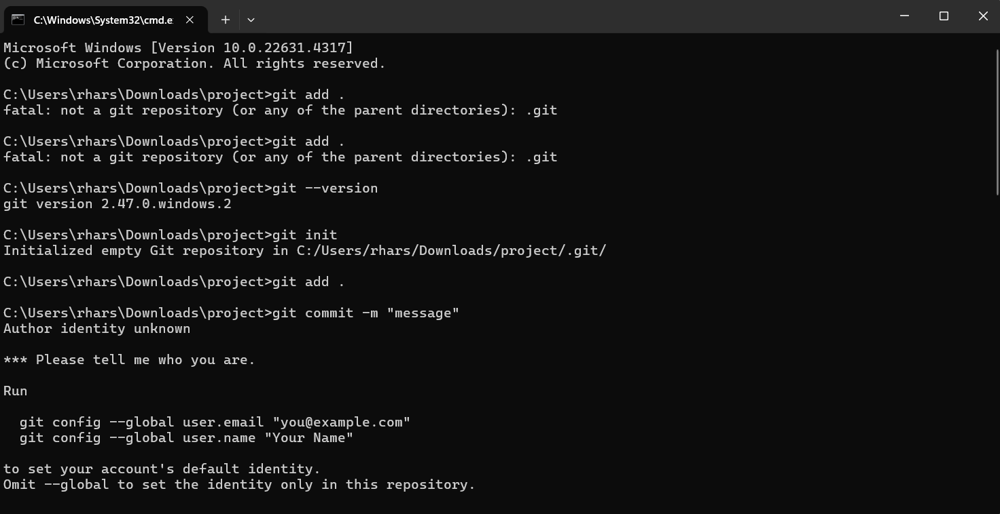 C:\Windows\System32\cmd.e
Microsoft Windows [Version 10.0.22631.4317]
(c) Microsoft Corporation. All rights reserved.
C:\Users\rhars\Downloads\project>git add .
fatal: not a git repository (or any of the parent directories): .git
C:\Users\rhars\Downloads\project>git add .
fatal: not a git repository (or any of the parent directories): .git
C:\Users\rhars\Downloads\project>git --version
git version 2.47.0.windows.2
C:\Users\rhars\Downloads\project>git init
Initialized empty Git repository in C:/Users/rhars/Downloads/project/.git/
C:\Users\rhars\Downloads\project>git add .
C:\Users\rhars\Downloads\project>git commit -m "message"
Author identity unknown
*** Please tell me who you are.
Run
git config --global user.email "you@example.com"
git config --global user.name "Your Name"
to set your account's default identity.
Omit --global to set the identity only in this repository.